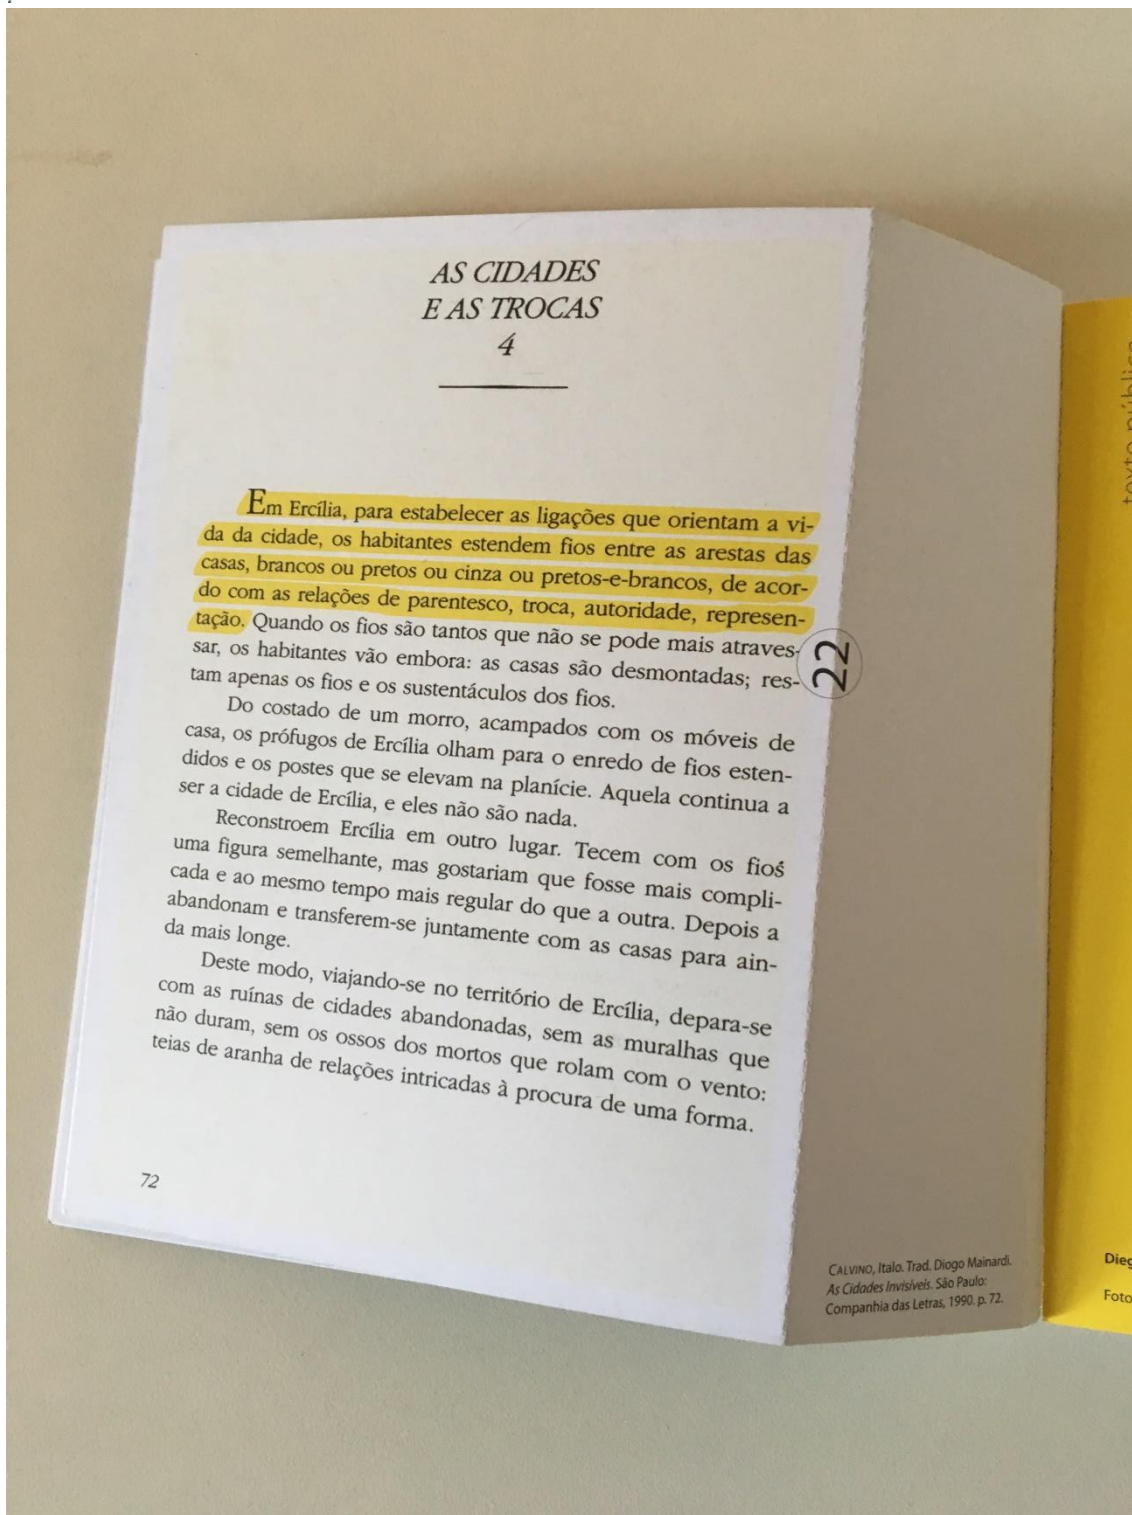 AS CIDADES
E AS TROCAS
4
Em Ercília, para estabelecer as ligações que orientam a vi-
da da cidade, os habitantes estendem fios entre as arestas das
casas, brancos ou pretos ou cinza ou pretos-e-brancos, de acor-
do com as relações de parentesco, troca, autoridade, represen-
tação. Quando os fios são tantos que não se pode mais atraves-
sar, os habitantes vão embora: as casas são desmontadas; res-
tam apenas os fios e os sustentáculos dos fios.
Do costado de um morro, acampados com os móveis de
casa, os prófugos de Ercília olham para o enredo de fios esten-
didos e os postes que se elevam na planície. Aquela continua a
ser a cidade de Ercília, e eles não são nada.
Reconstroem Ercília em outro lugar. Tecem com os fios
uma figura semelhante, mas gostariam que fosse mais compli-
cada e ao mesmo tempo mais regular do que a outra. Depois a
abandonam e transferem-se juntamente com as casas para ain-
da mais longe.
Deste modo, viajando-se no território de Ercília, depara-se
com as ruínas de cidades abandonadas, sem as muralhas que
não duram, sem os ossos dos mortos que rolam com o vento:
teias de aranha de relações intricadas à procura de uma forma.
72
22
CALVINO, Italo. Trad. Diogo Mainardi.
As Cidades Invisíveis. São Paulo:
Companhia das Letras, 1990. p. 72.
texto
Dieg
Foto